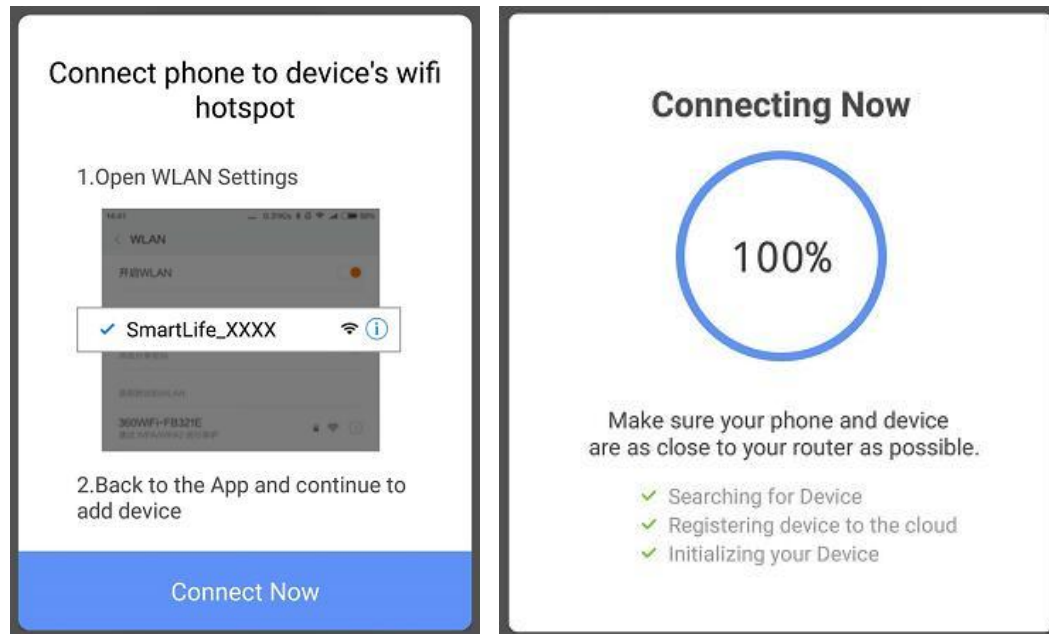 Connect phone to device's wifi
hotspot
1.Open WLAN Settings
WLAN
开启WLAN
SmartLife_XXXX
360WiFi-FB321E
2.Back to the App and continue to
add device
Connect Now
Connecting Now
100%
Make sure your phone and device
are as close to your router as possible.
Searching for Device
Registering device to the cloud
Initializing your Device